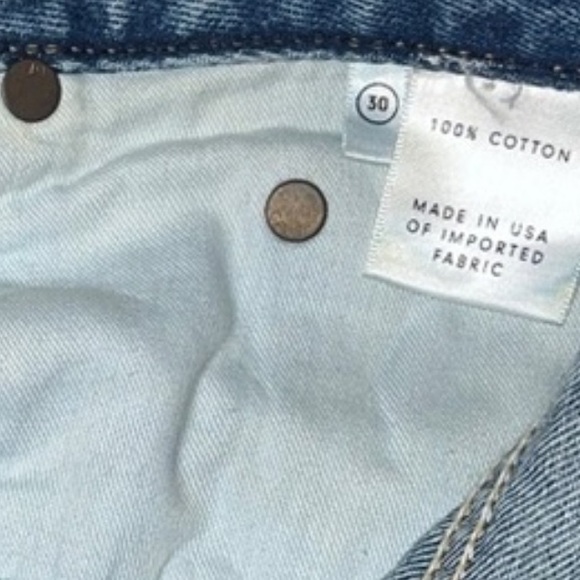 30
100% COTTON
MADE IN USA
OF IMPORTED
FABRIC